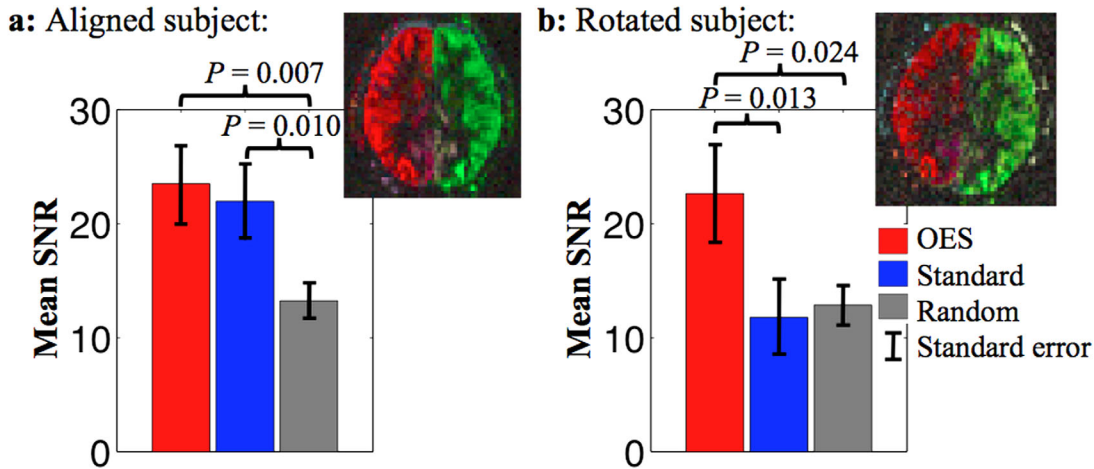 a: Aligned subject:
P = 0.007
P = 0.010
30
20
10
0
Mean SNR
b: Rotated subject:
P = 0.024
P = 0.013
30
20
10
0
Mean SNR
OES
Standard
Random
Standard error